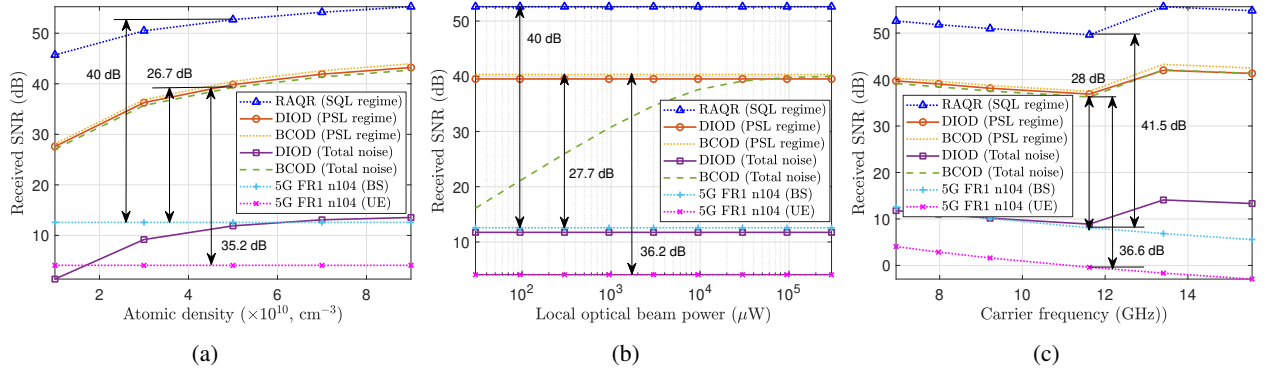 Received SNR (dB)
50
40
30
20
10
2
4
6
8
Atomic density (×10¹⁰, cm⁻³)
40 dB
26.7 dB
35.2 dB
RAQR (SQL regime)
DIOD (PSL regime)
BCOD (PSL regime)
DIOD (Total noise)
BCOD (Total noise)
5G FR1 n104 (BS)
5G FR1 n104 (UE)
(a)
Received SNR (dB)
50
40
30
20
10
10²
10³
10⁴
10⁵
Local optical beam power (μW)
40 dB
27.7 dB
36.2 dB
RAQR (SQL regime)
DIOD (PSL regime)
BCOD (PSL regime)
DIOD (Total noise)
BCOD (Total noise)
5G FR1 n104 (BS)
5G FR1 n104 (UE)
(b)
Received SNR (dB)
50
40
30
20
10
0
8
10
12
14
Carrier frequency (GHz))
28 dB
41.5 dB
36.6 dB
RAQR (SQL regime)
DIOD (PSL regime)
BCOD (PSL regime)
DIOD (Total noise)
BCOD (Total noise)
5G FR1 n104 (BS)
5G FR1 n104 (UE)
(c)